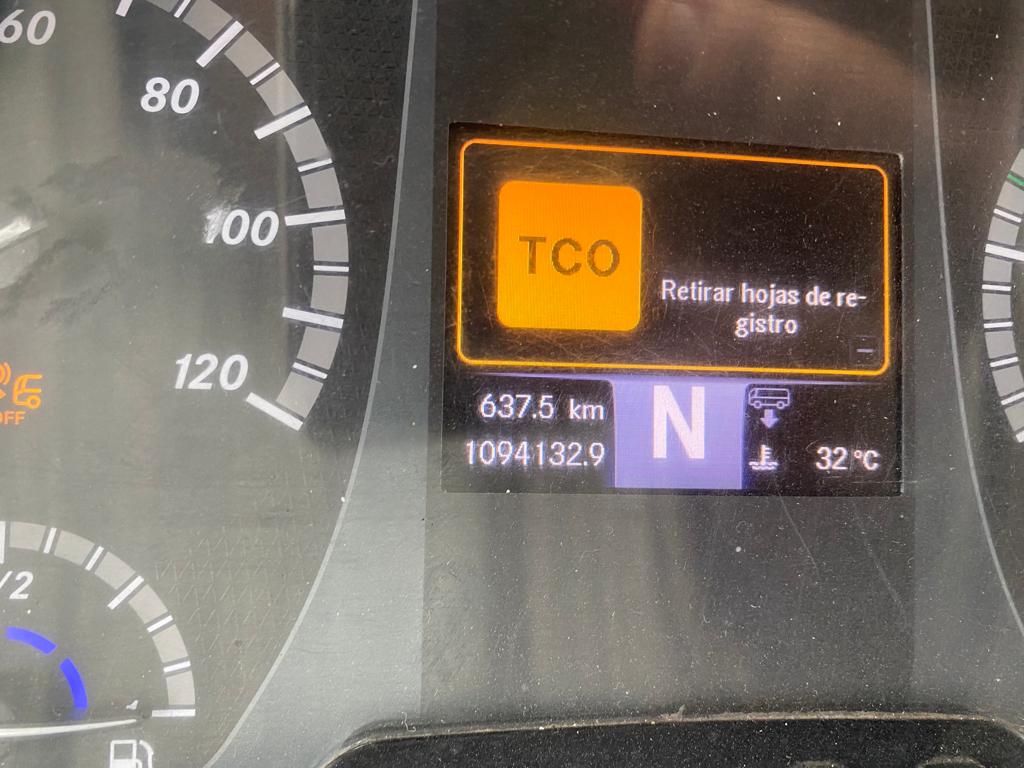 60
80
100
120
OFF
/2
TCO
Retirar hojas de re-
gistro
637.5 km
1094132.9
N
32 °C